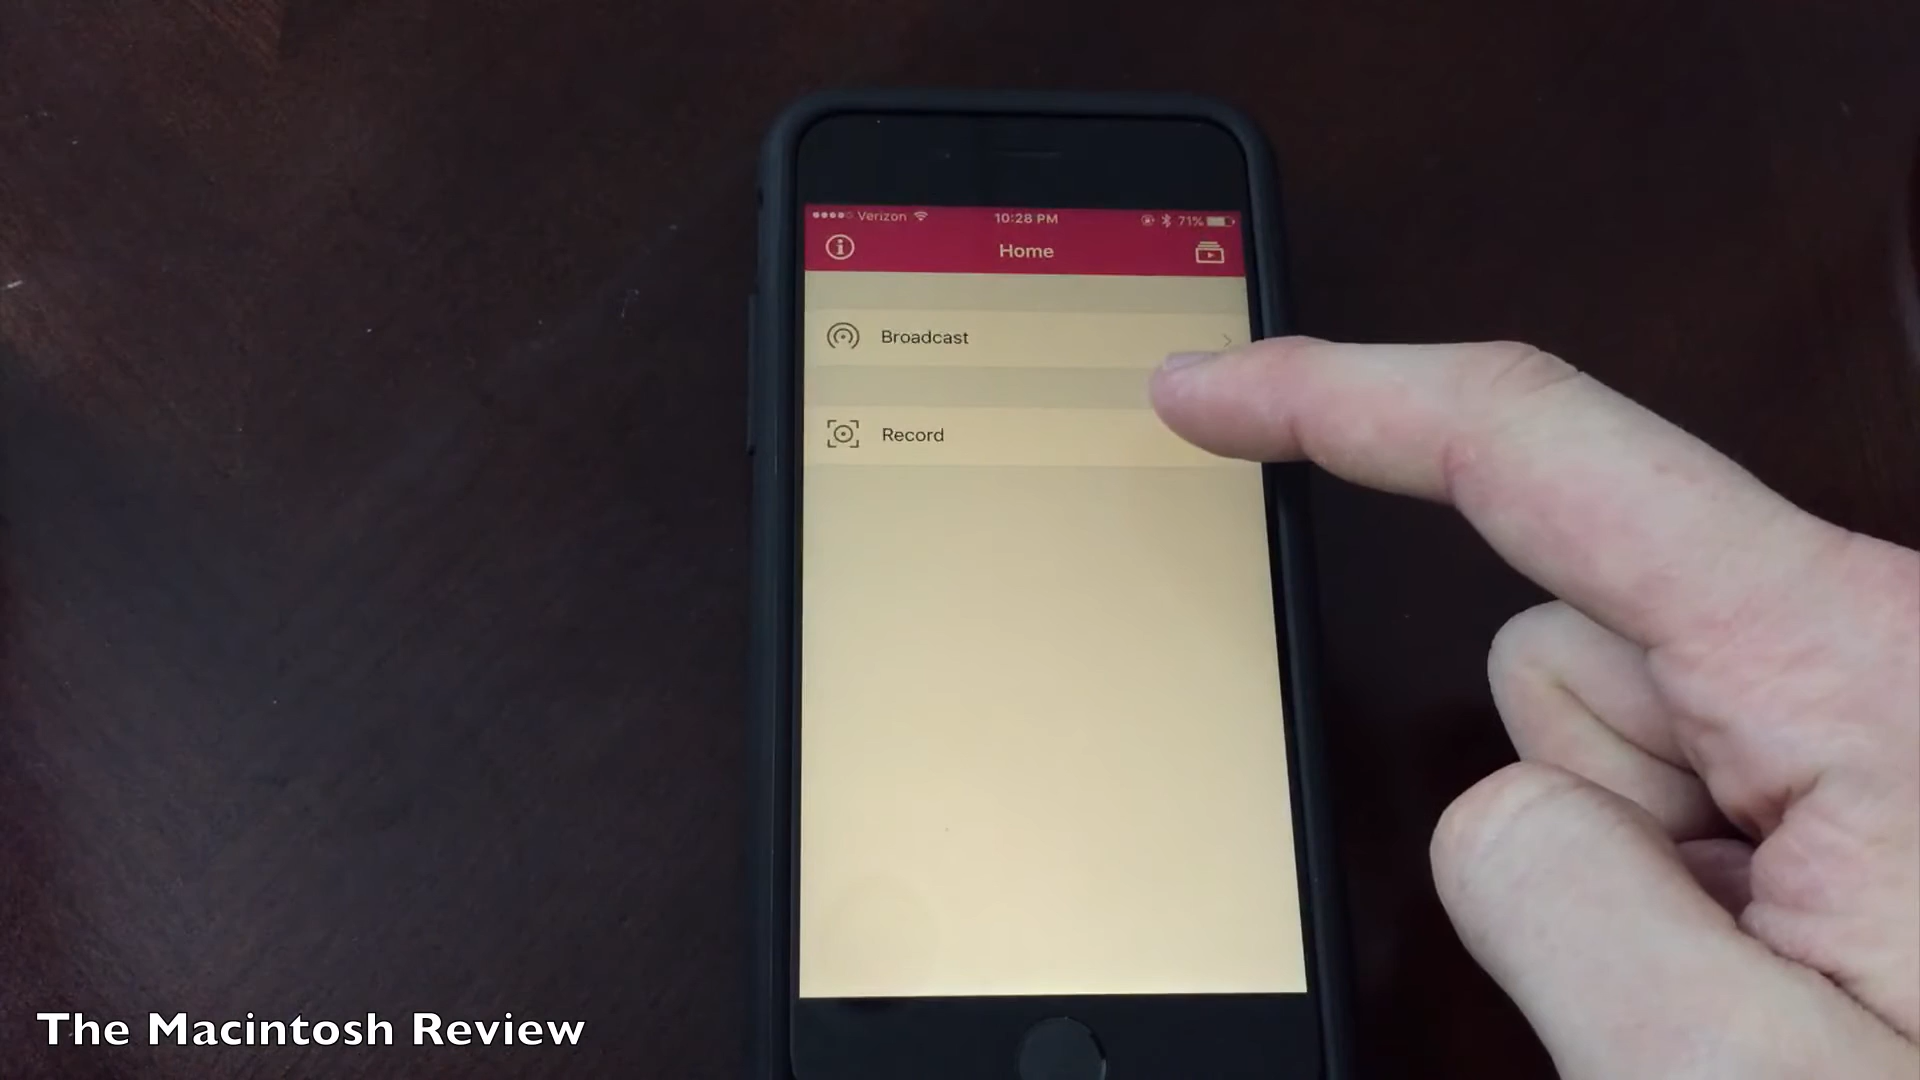 Verizon 10:28 PM 71%
Home
Broadcast
Record
The Macintosh Review